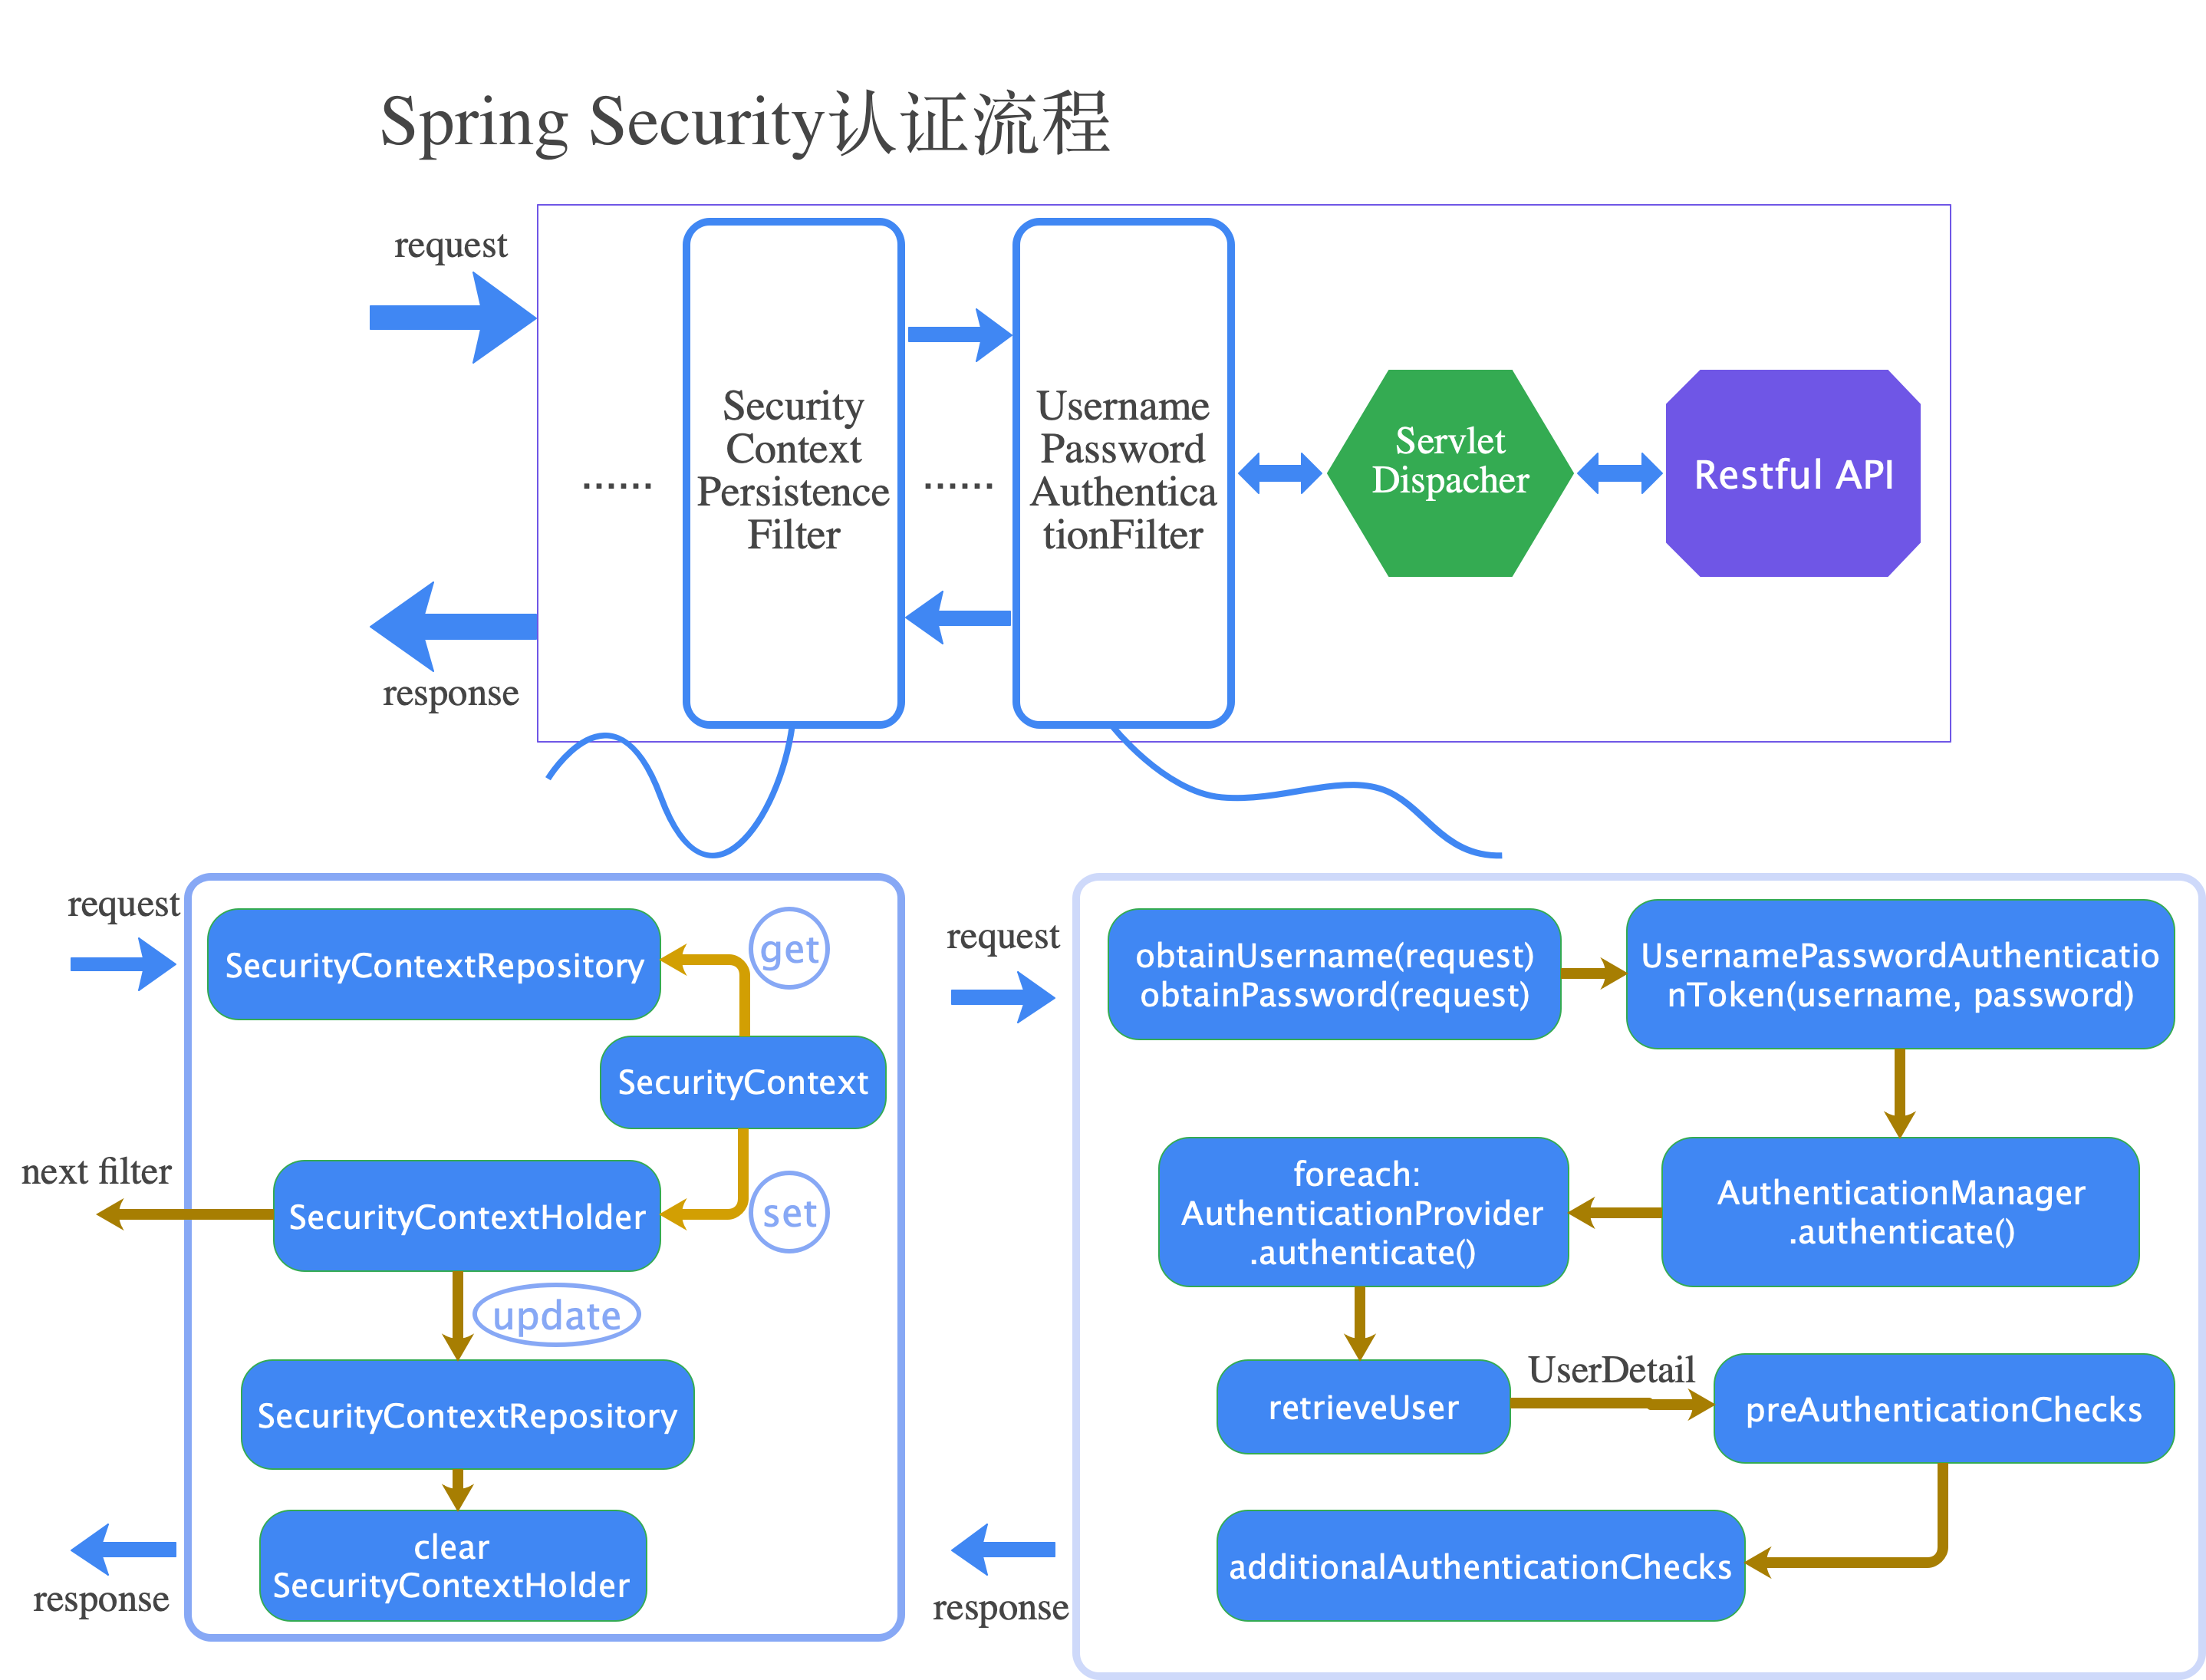 Spring Security认证流程
request
response
......
Security
Context
Persistence
Filter
......
Username
Password
Authentica
tionFilter
Servlet
Dispacher
Restful API
request
SecurityContextRepository
get
SecurityContext
next filter
SecurityContextHolder
set
update
SecurityContextRepository
clear
SecurityContextHolder
response
request
obtainUsername(request)
obtainPassword(request)
UsernamePasswordAuthenticatio
nToken(username, password)
foreach:
AuthenticationProvider
.authenticate()
AuthenticationManager
.authenticate()
retrieveUser
UserDetail
preAuthenticationChecks
additionalAuthenticationChecks
response